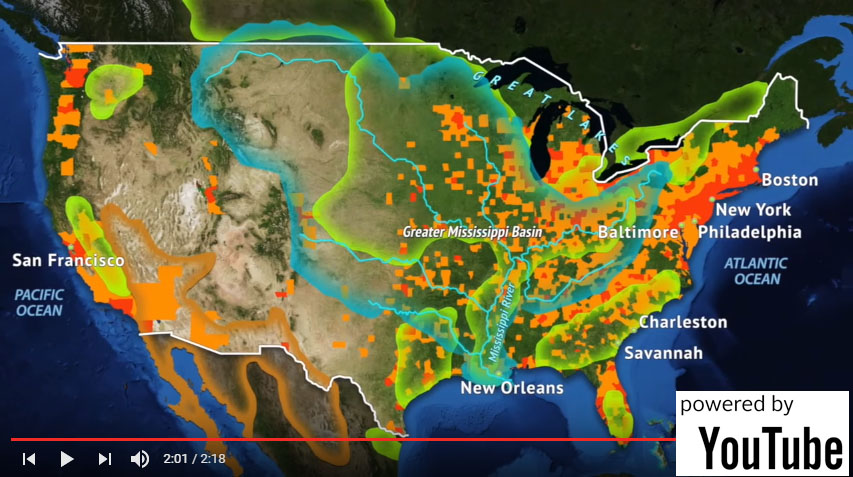 GREAT LAKES
Boston
New York
Greater Mississippi Basin
Baltimore
Philadelphia
San Francisco
ATLANTIC
OCEAN
PACIFIC
OCEAN
Mississippi River
Charleston
Savannah
New Orleans
powered by
YouTube
2:01 / 2:18